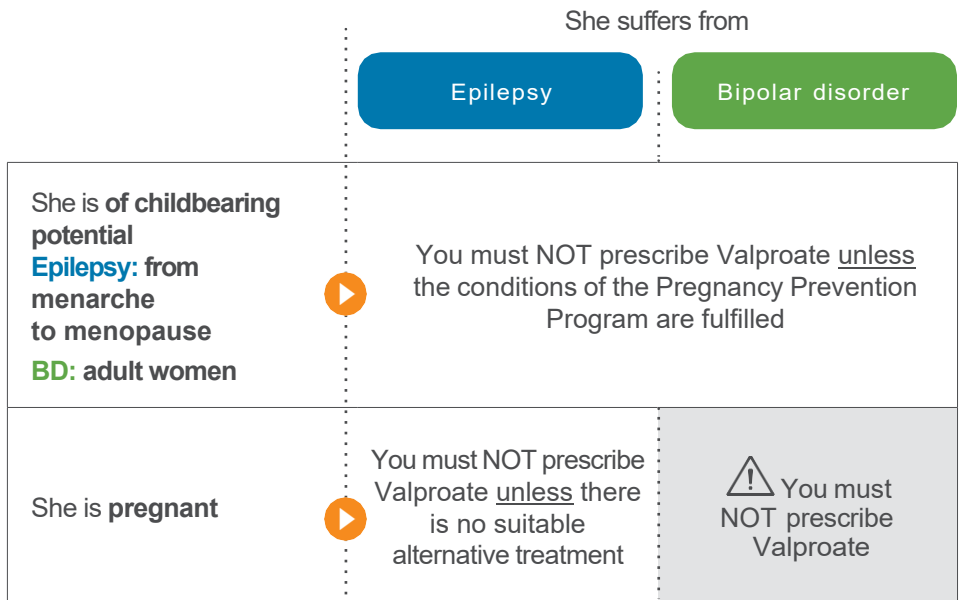 She suffers from
Epilepsy
Bipolar disorder
She is of childbearing
potential
Epilepsy: from
menarche
to menopause
BD: adult women
You must NOT prescribe Valproate unless
the conditions of the Pregnancy Prevention
Program are fulfilled
She is pregnant
You must NOT prescribe
Valproate unless there
is no suitable
alternative treatment
You must
NOT prescribe
Valproate